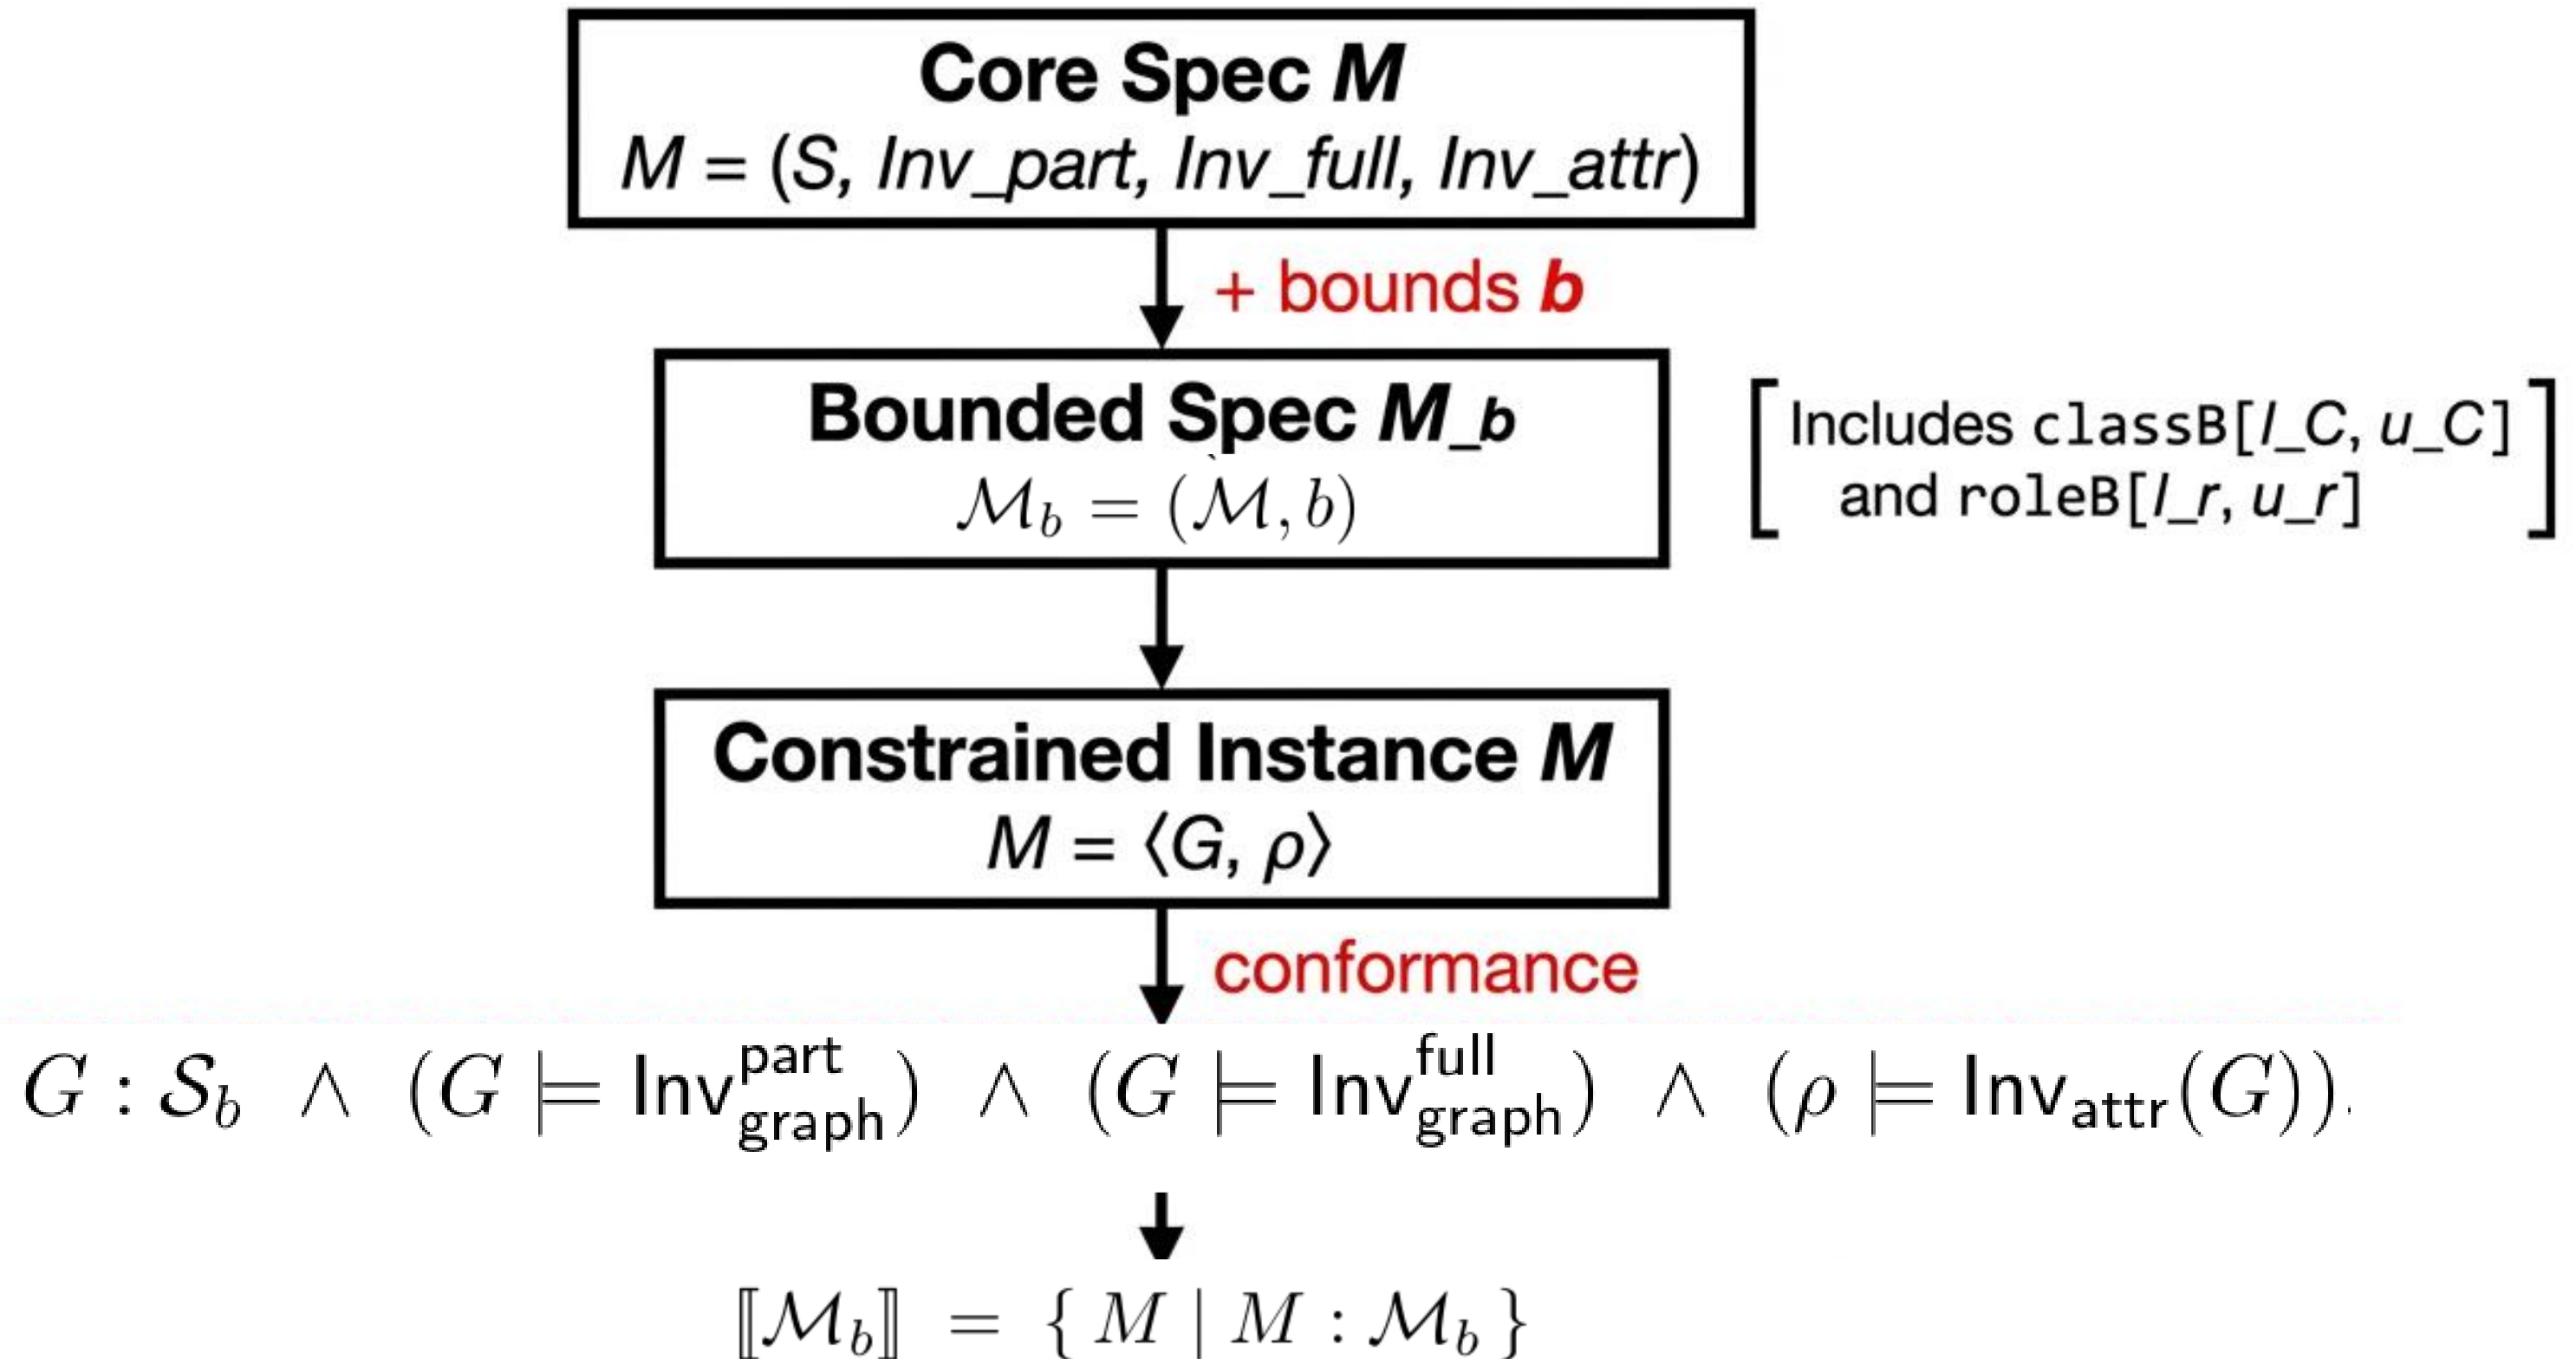 Core Spec M
M = (S, Inv_part, Inv_full, Inv_attr)
+ bounds b
Bounded Spec M_b
ℳ_b = (ℳ, b)
[Includes classB[l_C, u_C]
and roleB[l_r, u_r]]
Constrained Instance M
M = ⟨G, ρ⟩
conformance
G : 𝒮_b ∧ (G ⊨ Inv^part_graph) ∧ (G ⊨ Inv^full_graph) ∧ (ρ ⊨ Inv_attr(G)).
⟦ℳ_b⟧ = { M | M : ℳ_b }